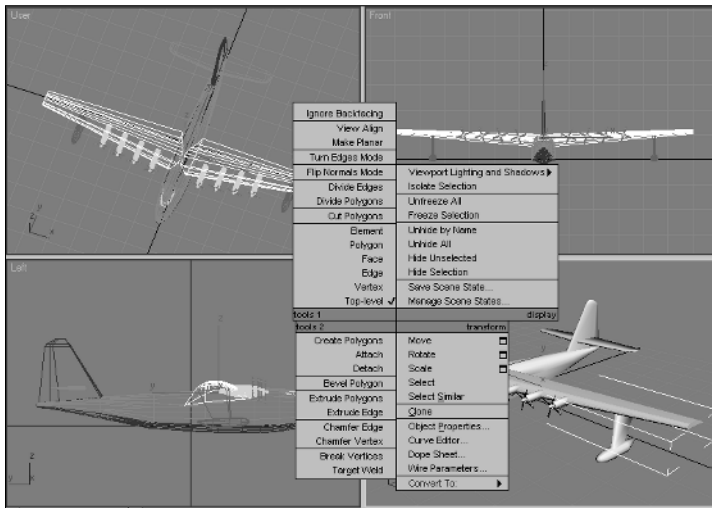 User
Front
Ignore Backfacing
View Align
Make Planar
Turn Edges Mode
Flip Normals Mode
Divide Edges
Divide Polygons
Cut Polygons
Element
Polygon
Face
Edge
Vertex
Top-level
tools 1
Viewport Lighting and Shadows
Isolate Selection
Unfreeze All
Freeze Selection
Unhide by Name
Unhide All
Hide Unselected
Hide Selection
Save Scene State...
Manage Scene States...
display
Left
tools 2
Create Polygons
Attach
Detach
Bevel Polygon
Extrude Polygons
Extrude Edge
Chamfer Edge
Chamfer Vertex
Break Vertices
Target Weld
transform
Move
Rotate
Scale
Select
Select Similar
Clone
Object Properties...
Curve Editor...
Dope Sheet...
Wire Parameters...
Convert To:
z
y
x